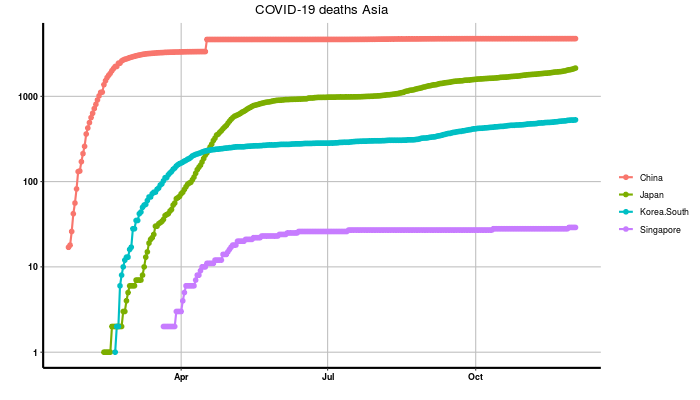 COVID-19 deaths Asia
1000
100
10
1
Apr Jul Oct
China
Japan
Korea.South
Singapore